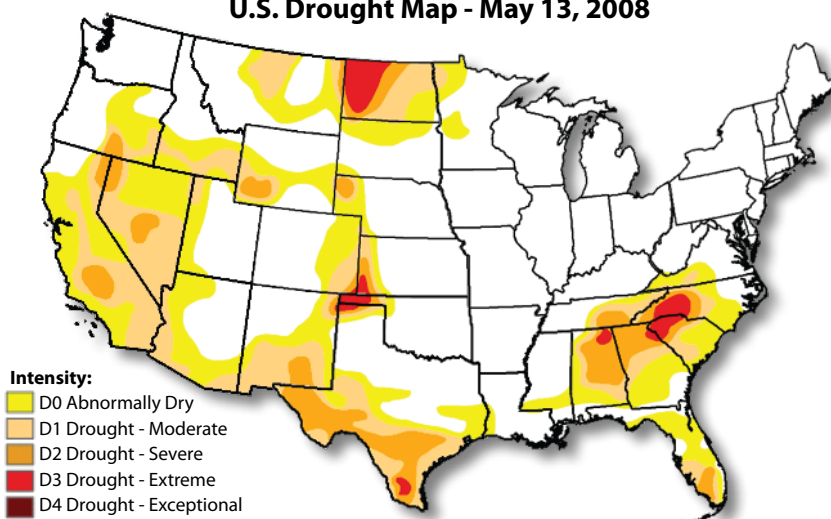 U.S. Drought Map - May 13, 2008
Intensity:
D0 Abnormally Dry
D1 Drought - Moderate
D2 Drought - Severe
D3 Drought - Extreme
D4 Drought - Exceptional